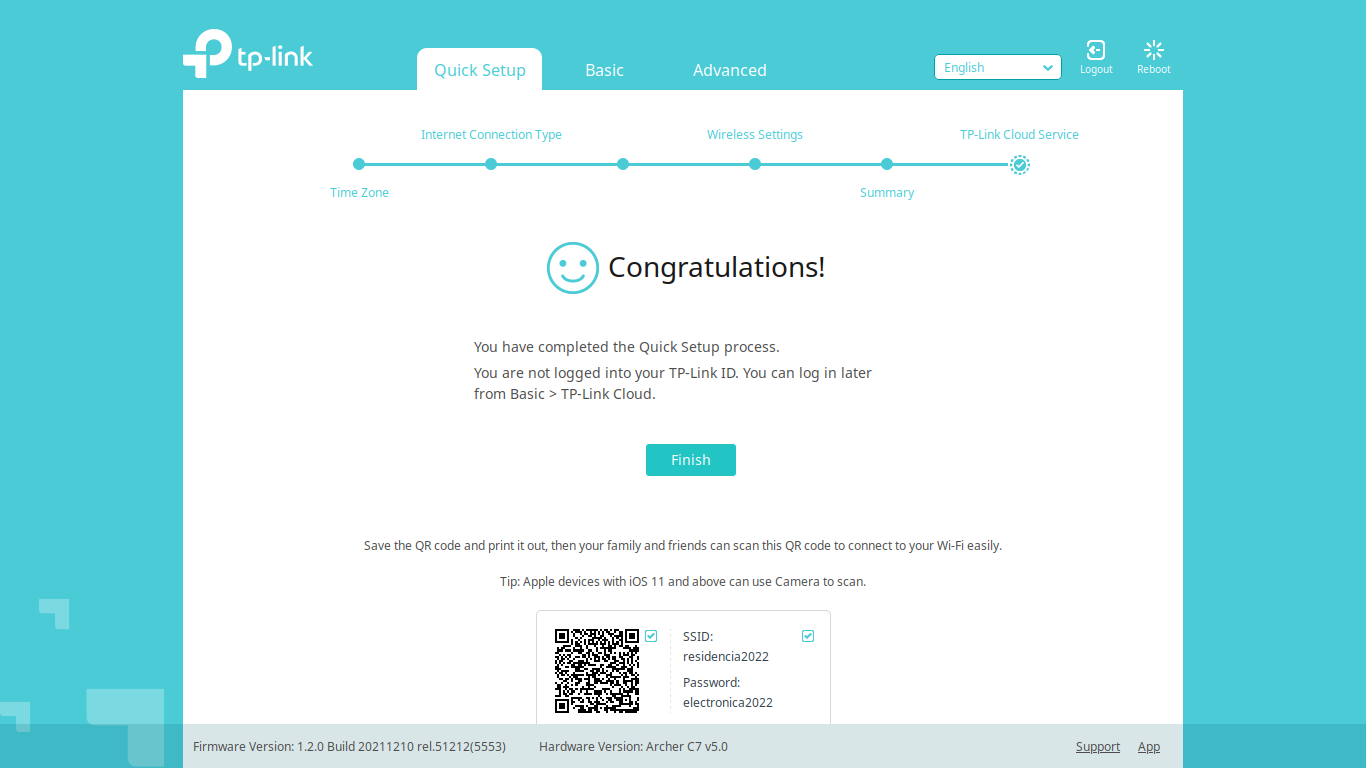 tp-link
Quick Setup
Basic
Advanced
English
Logout
Reboot
Internet Connection Type
Wireless Settings
TP-Link Cloud Service
Time Zone
Summary
Congratulations!
You have completed the Quick Setup process.
You are not logged into your TP-Link ID. You can log in later
from Basic > TP-Link Cloud.
Finish
Save the QR code and print it out, then your family and friends can scan this QR code to connect to your Wi-Fi easily.
Tip: Apple devices with iOS 11 and above can use Camera to scan.
SSID:
residencia2022
Password:
electronica2022
Firmware Version: 1.2.0 Build 20211210 rel.51212(5553)
Hardware Version: Archer C7 v5.0
Support
App